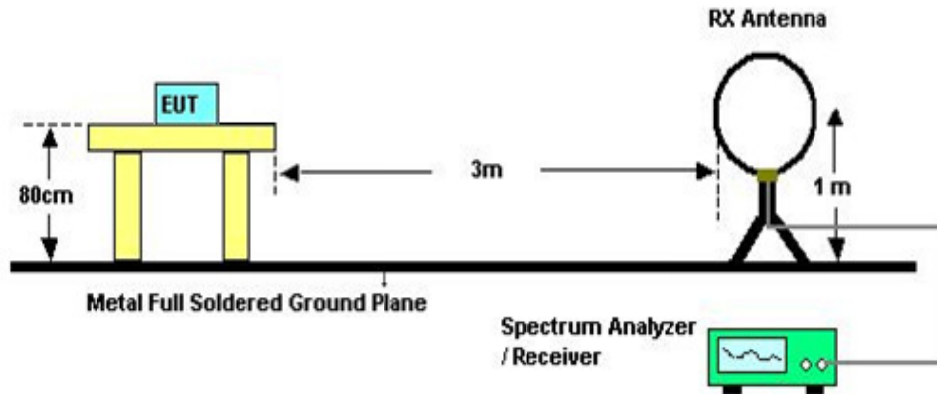 RX Antenna
EUT
3m
80cm
1 m
Metal Full Soldered Ground Plane
Spectrum Analyzer
/ Receiver